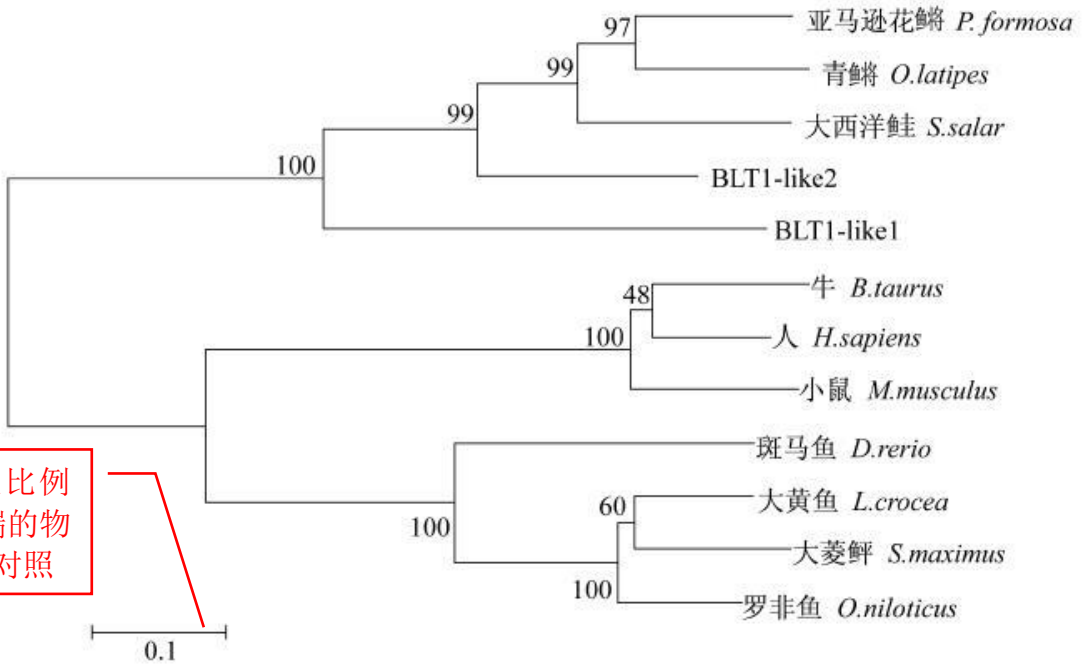 97
亚马逊花鳉 P. formosa
99
青鳉 O.latipes
99
大西洋鲑 S.salar
100
BLT1-like2
BLT1-like1
48
牛 B.taurus
100
人 H.sapiens
小鼠 M.musculus
斑马鱼 D.rerio
比例
60
大黄鱼 L.crocea
的物
100
大菱鲆 S.maximus
对照
100
罗非鱼 O.niloticus
0.1